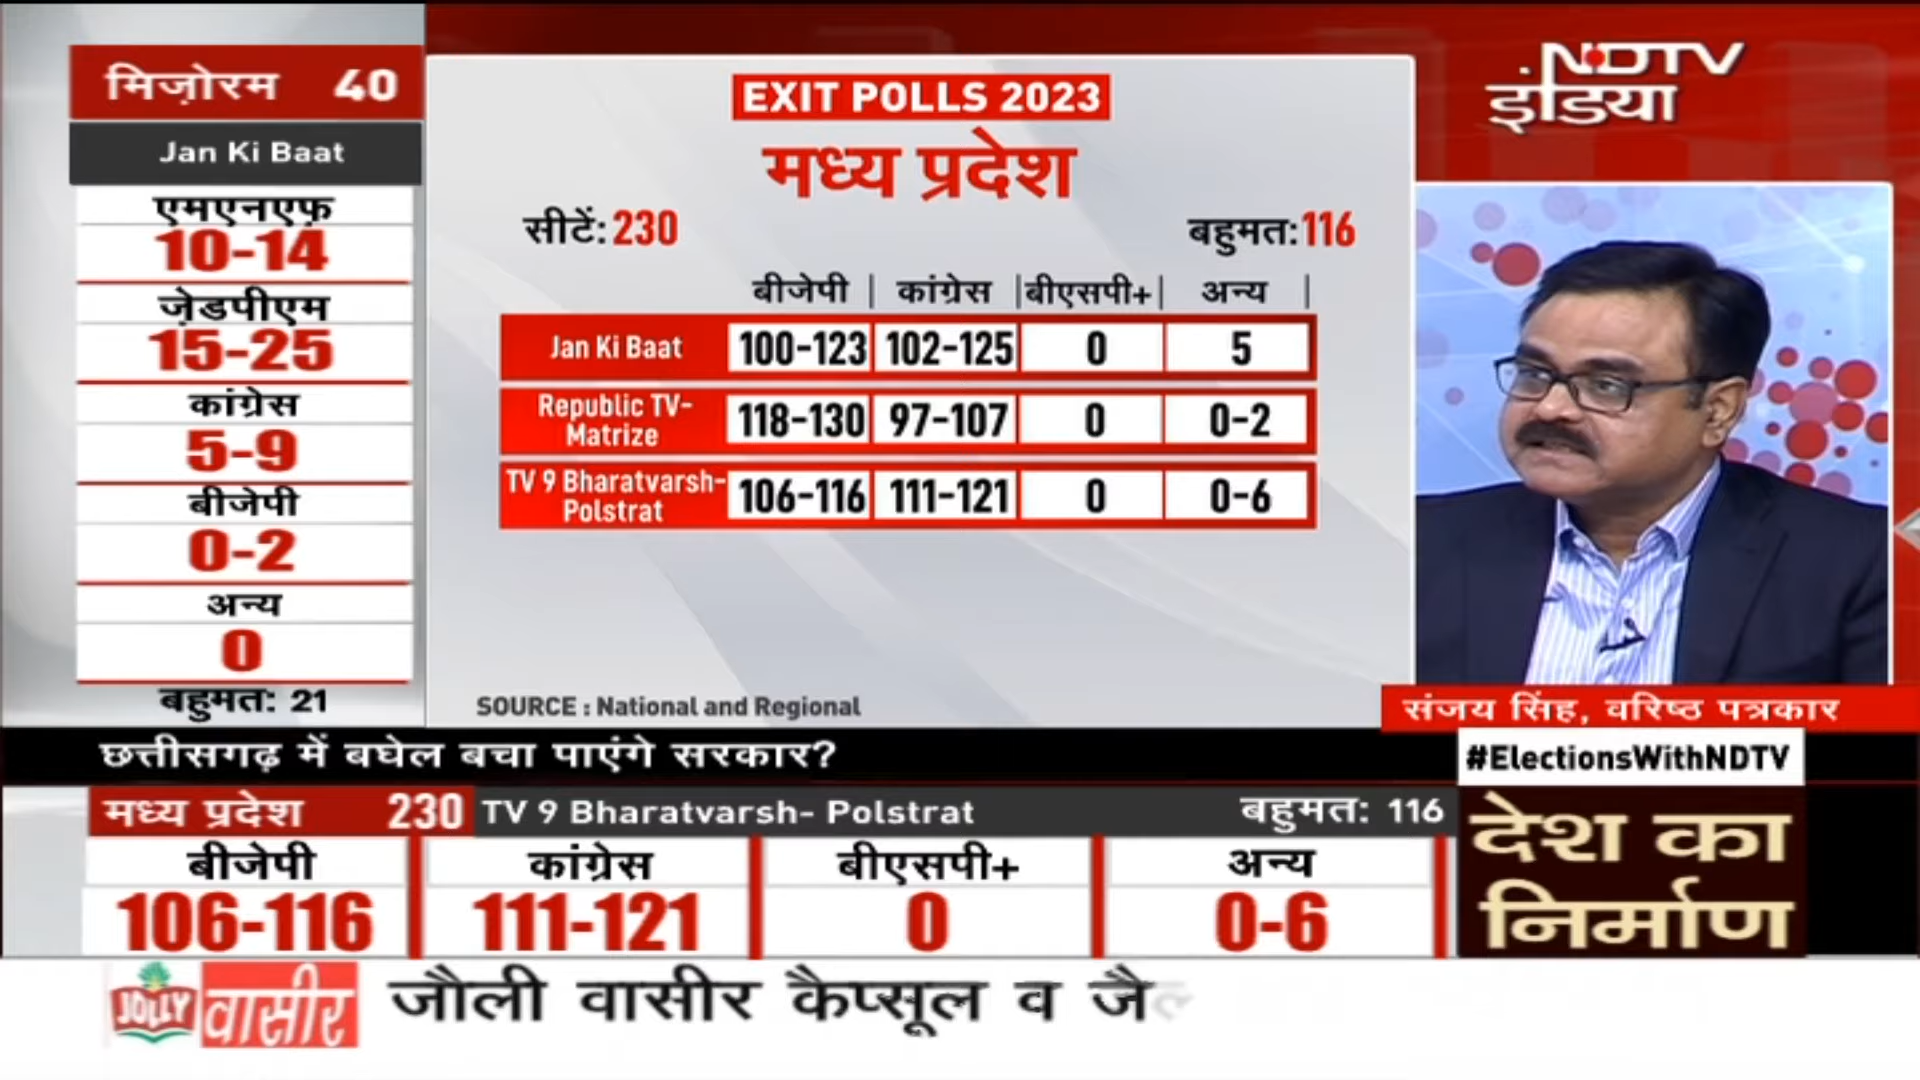 मिज़ोरम 40
Jan Ki Baat
एमएनएफ़
10-14
ज़ेडपीएम
15-25
कांग्रेस
5-9
बीजेपी
0-2
अन्य
0
बहुमत: 21
EXIT POLLS 2023
मध्य प्रदेश
सीटें: 230 बहुमत: 116
बीजेपी | कांग्रेस | बीएसपी+ | अन्य |
Jan Ki Baat 100-123 102-125 0 5
Republic TV-
Matrize 118-130 97-107 0 0-2
TV 9 Bharatvarsh-
Polstrat 106-116 111-121 0 0-6
SOURCE : National and Regional
NDTV
इंडिया
संजय सिंह, वरिष्ठ पत्रकार
छत्तीसगढ़ में बघेल बचा पाएंगे सरकार?
#ElectionsWithNDTV
मध्य प्रदेश 230 TV 9 Bharatvarsh- Polstrat बहुमत: 116
बीजेपी कांग्रेस बीएसपी+ अन्य
106-116 111-121 0 0-6
देश का
निर्माण
JOLLY वासीर जौली वासीर कैप्सूल व जैल